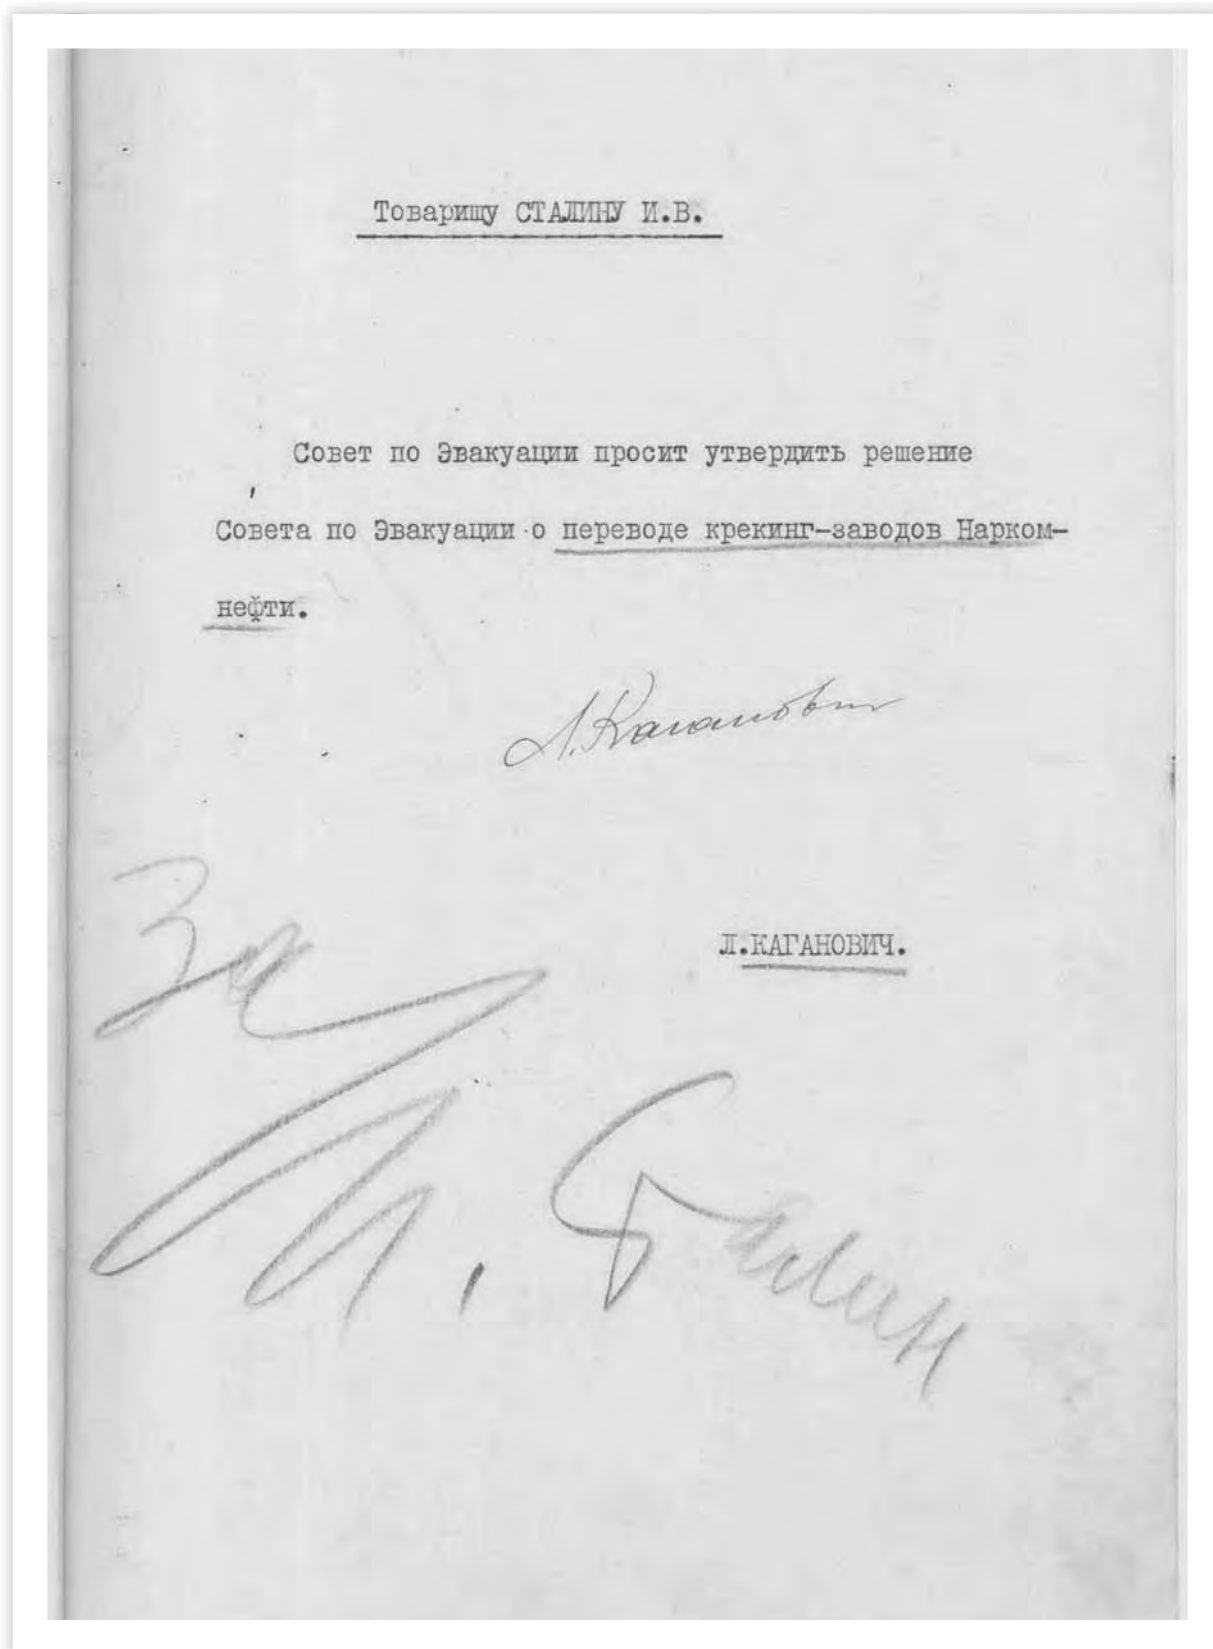 Товарищу СТАЛИНУ И.В.
Совет по Эвакуации просит утвердить решение
Совета по Эвакуации о переводе крекинг-заводов Нарком-
нефти.
Л.Каганович
Л.КАГАНОВИЧ.
За
И. Сталин